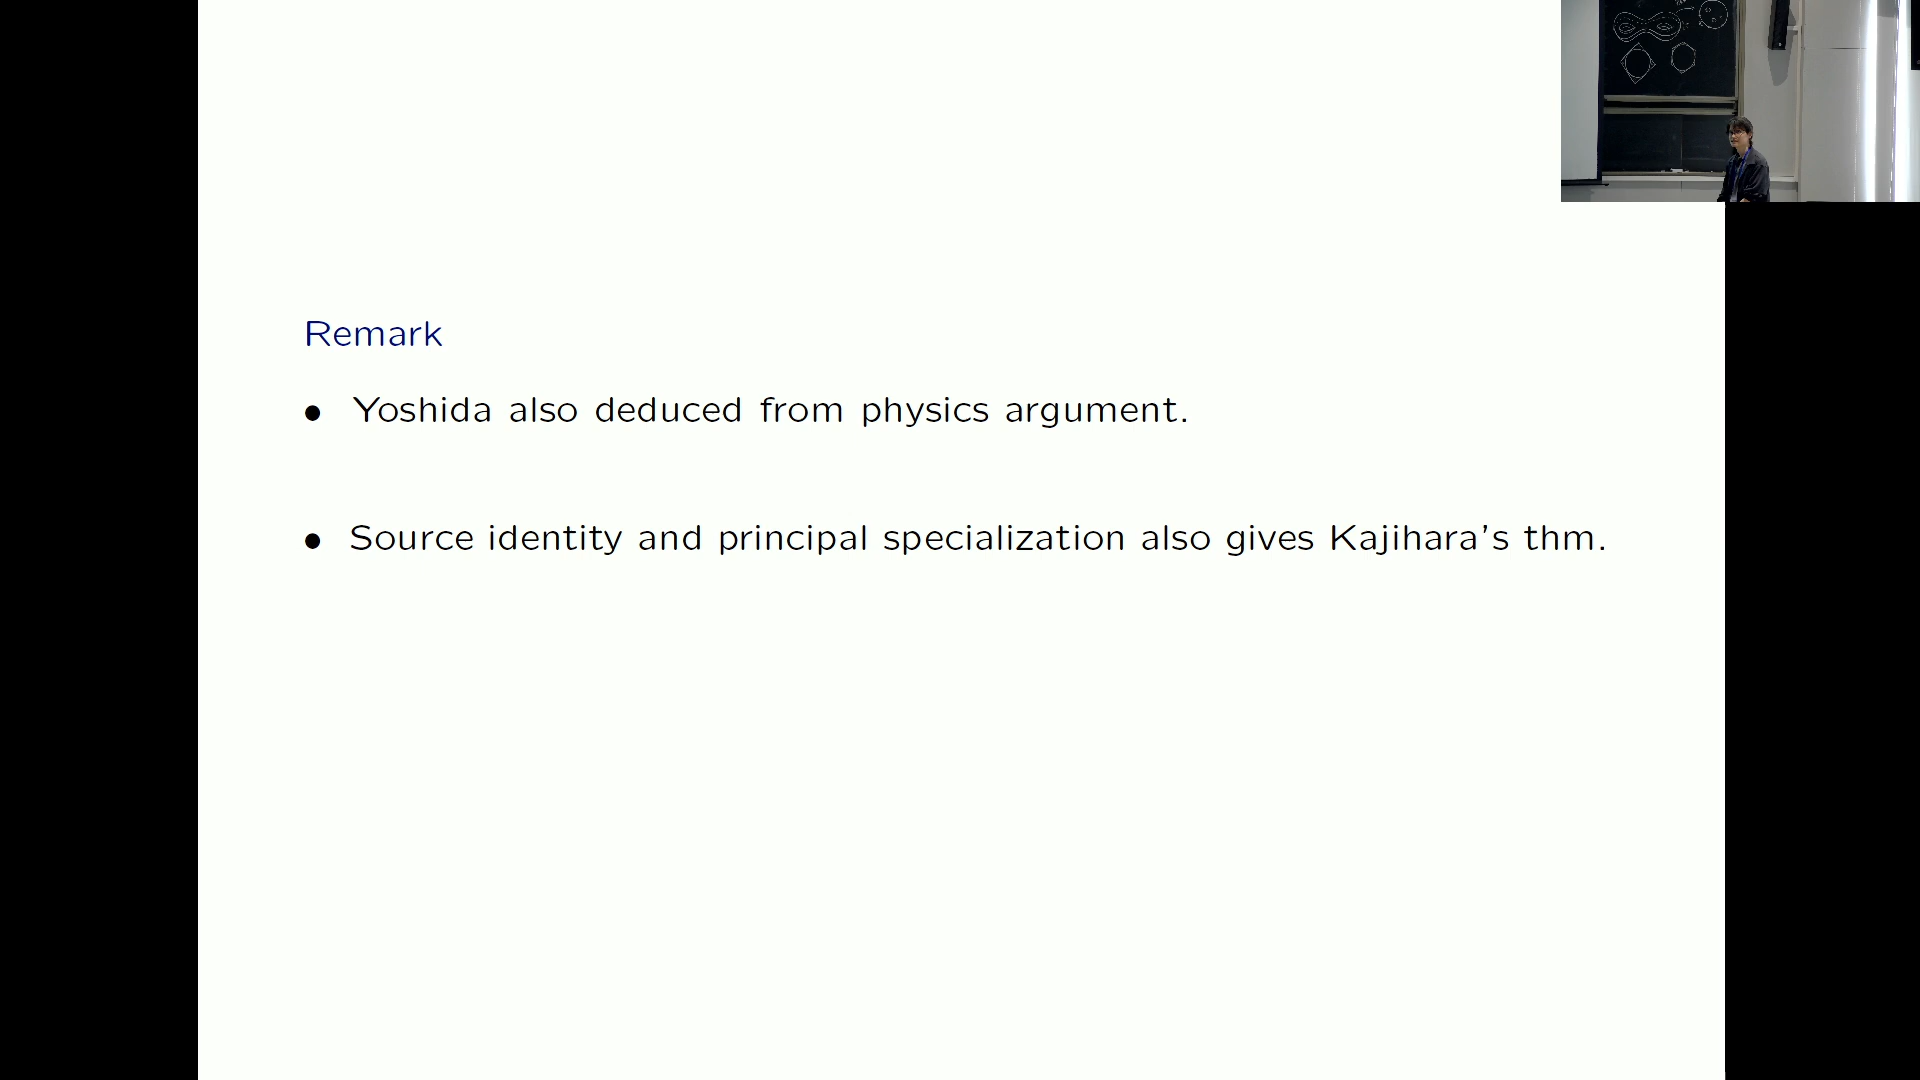 Remark
• Yoshida also deduced from physics argument.
• Source identity and principal specialization also gives Kajihara's thm.